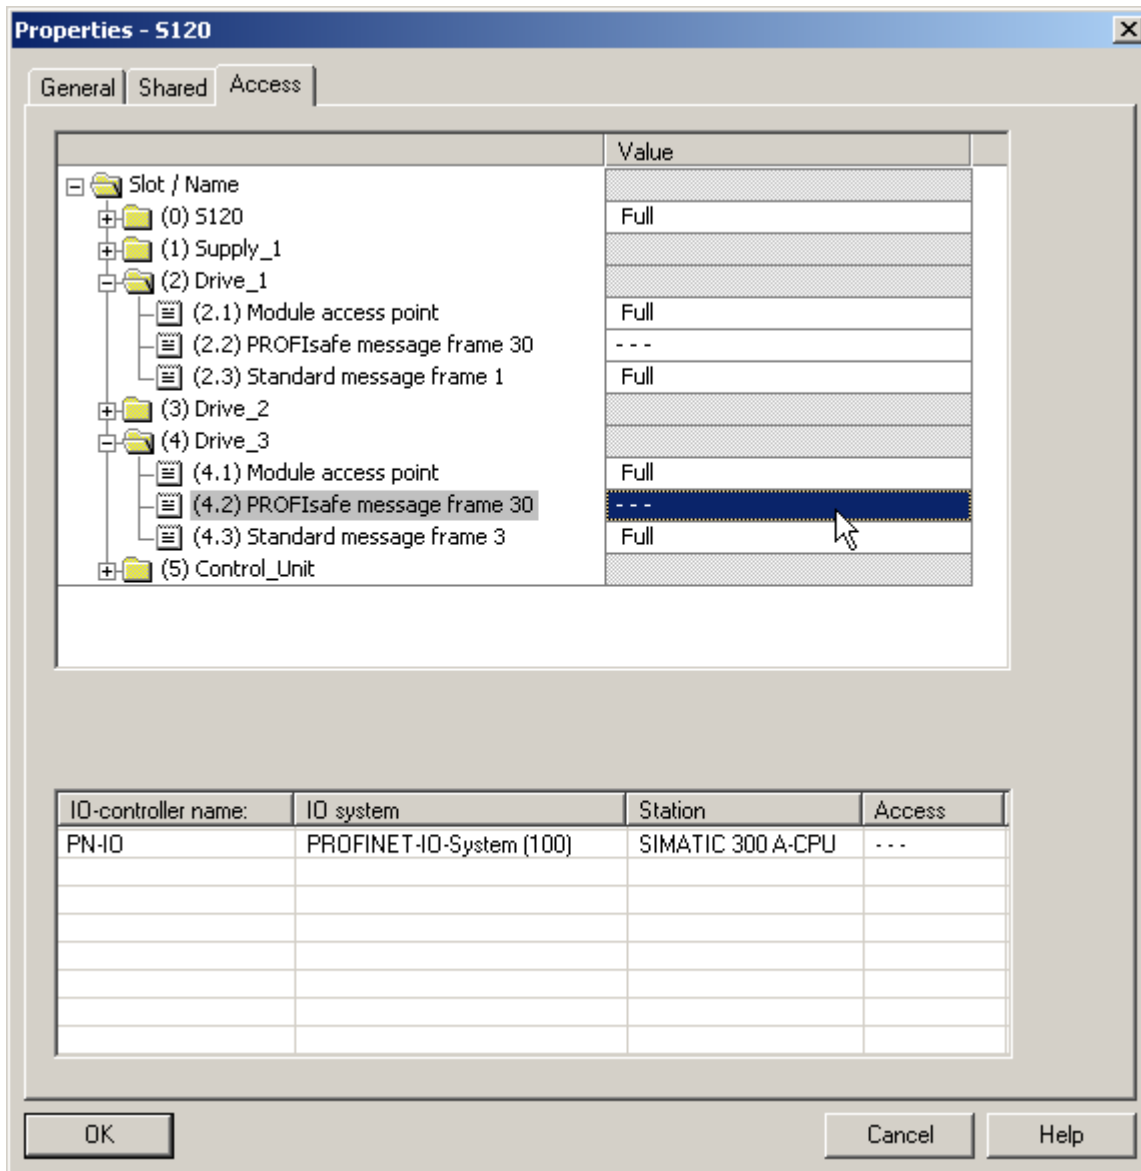 Properties - S120
General Shared Access
Value
Slot / Name
(0) S120 Full
(1) Supply_1
(2) Drive_1
(2.1) Module access point Full
(2.2) PROFIsafe message frame 30 - - -
(2.3) Standard message frame 1 Full
(3) Drive_2
(4) Drive_3
(4.1) Module access point Full
(4.2) PROFIsafe message frame 30 - - -
(4.3) Standard message frame 3 Full
(5) Control_Unit
IO-controller name: IO system Station Access
PN-IO PROFINET-IO-System (100) SIMATIC 300 A-CPU - - -
OK Cancel Help